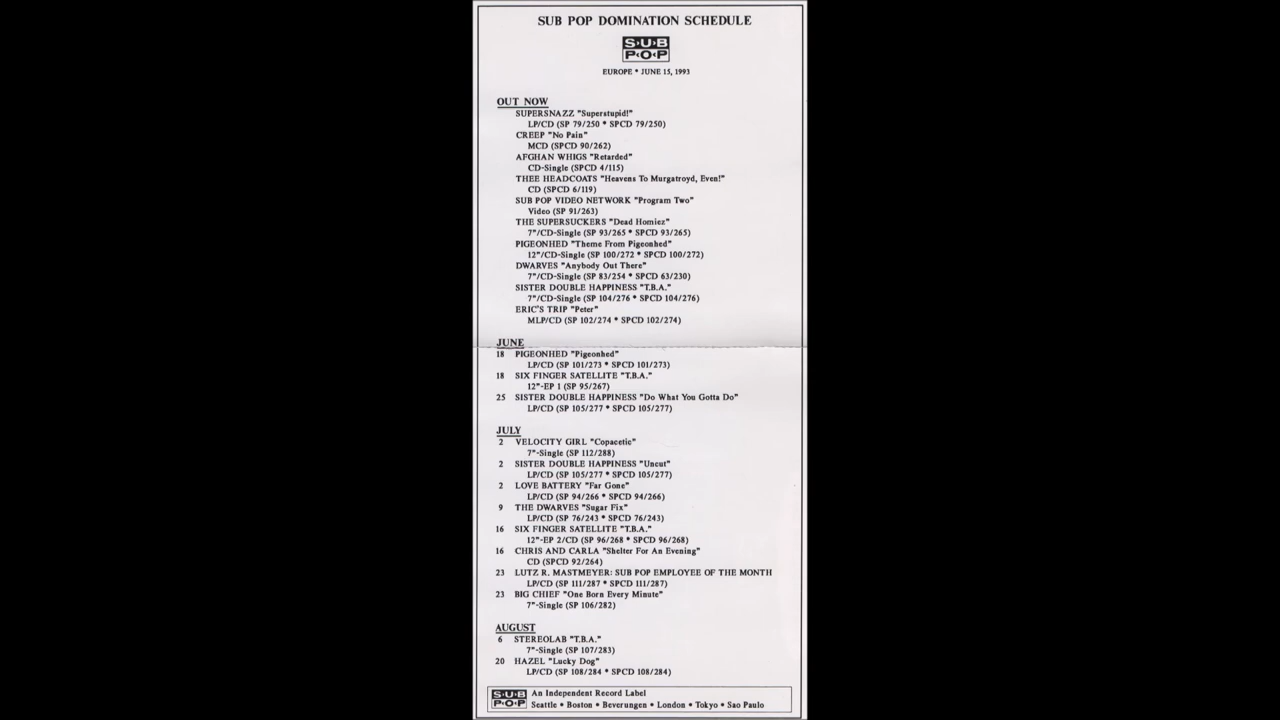 SUB POP DOMINATION SCHEDULE
S·U·B
P·O·P
EUROPE * JUNE 15, 1993
OUT NOW
SUPERSNAZZ "Superstupid!"
LP/CD (SP 79/250 * SPCD 79/250)
CREEP "No Pain"
MCD (SPCD 90/262)
AFGHAN WHIGS "Retarded"
CD-Single (SPCD 4/115)
THEE HEADCOATS "Heavens To Murgatroyd, Even!"
CD (SPCD 6/119)
SUB POP VIDEO NETWORK "Program Two"
Video (SP 91/263)
THE SUPERSUCKERS "Dead Homiez"
7"/CD-Single (SP 93/265 * SPCD 93/265)
PIGEONHED "Theme From Pigeonhed"
12"/CD-Single (SP 100/272 * SPCD 100/272)
DWARVES "Anybody Out There"
7"/CD-Single (SP 83/254 * SPCD 63/230)
SISTER DOUBLE HAPPINESS "T.B.A."
7"/CD-Single (SP 104/276 * SPCD 104/276)
ERIC'S TRIP "Peter"
MLP/CD (SP 102/274 * SPCD 102/274)
JUNE
18 PIGEONHED "Pigeonhed"
LP/CD (SP 101/273 * SPCD 101/273)
18 SIX FINGER SATELLITE "T.B.A."
12"-EP 1 (SP 95/267)
25 SISTER DOUBLE HAPPINESS "Do What You Gotta Do"
LP/CD (SP 105/277 * SPCD 105/277)
JULY
2 VELOCITY GIRL "Copacetic"
7"-Single (SP 112/288)
2 SISTER DOUBLE HAPPINESS "Uncut"
LP/CD (SP 105/277 * SPCD 105/277)
2 LOVE BATTERY "Far Gone"
LP/CD (SP 94/266 * SPCD 94/266)
9 THE DWARVES "Sugar Fix"
LP/CD (SP 76/243 * SPCD 76/243)
16 SIX FINGER SATELLITE "T.B.A."
12"-EP 2/CD (SP 96/268 * SPCD 96/268)
16 CHRIS AND CARLA "Shelter For An Evening"
CD (SPCD 92/264)
23 LUTZ R. MASTMEYER: SUB POP EMPLOYEE OF THE MONTH
LP/CD (SP 111/287 * SPCD 111/287)
23 BIG CHIEF "One Born Every Minute"
7"-Single (SP 106/282)
AUGUST
6 STEREOLAB "T.B.A."
7"-Single (SP 107/283)
20 HAZEL "Lucky Dog"
LP/CD (SP 108/284 * SPCD 108/284)
S·U·B
P·O·P
An Independent Record Label
Seattle • Boston • Beverungen • London • Tokyo • Sao Paulo